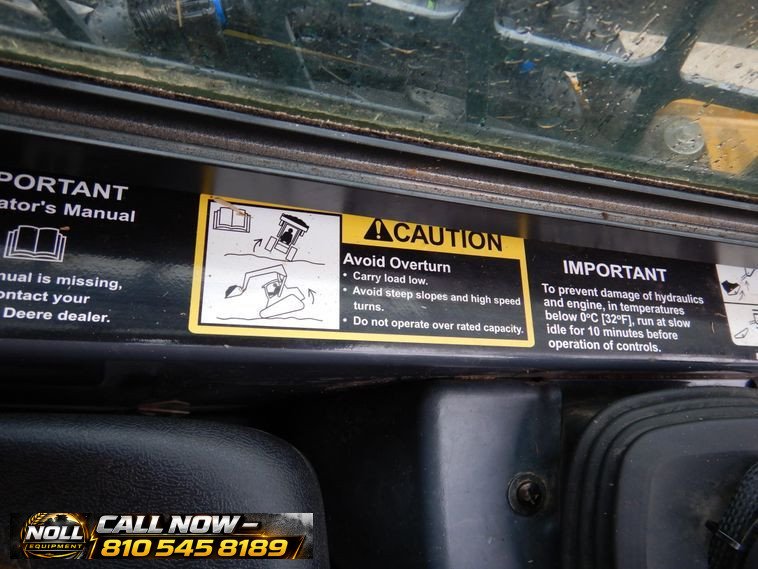 PORTANT
ator's Manual
nual is missing,
ontact your
Deere dealer.
CAUTION
Avoid Overturn
• Carry load low.
• Avoid steep slopes and high speed
turns.
• Do not operate over rated capacity.
IMPORTANT
To prevent damage of hydraulics
and engine, in temperatures
below 0°C [32°F], run at slow
idle for 10 minutes before
operation of controls.
NOLL
EQUIPMENT
CALL NOW –
810 545 8189